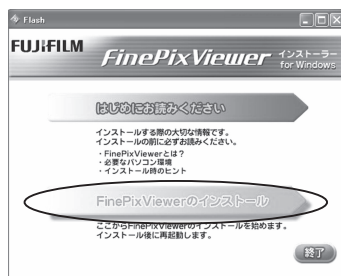 Flash
FUJIFILM
FinePixViewer
インストーラー
for Windows
はじめにお読みください
インストールする際の大切な情報です。
インストールの前に必ずお読みください。
・FinePixViewerとは?
・必要なパソコン環境
・インストール時のヒント
FinePixViewerのインストール
ここからFinePixViewerのインストールを始めます。
インストール後に再起動します。
終了